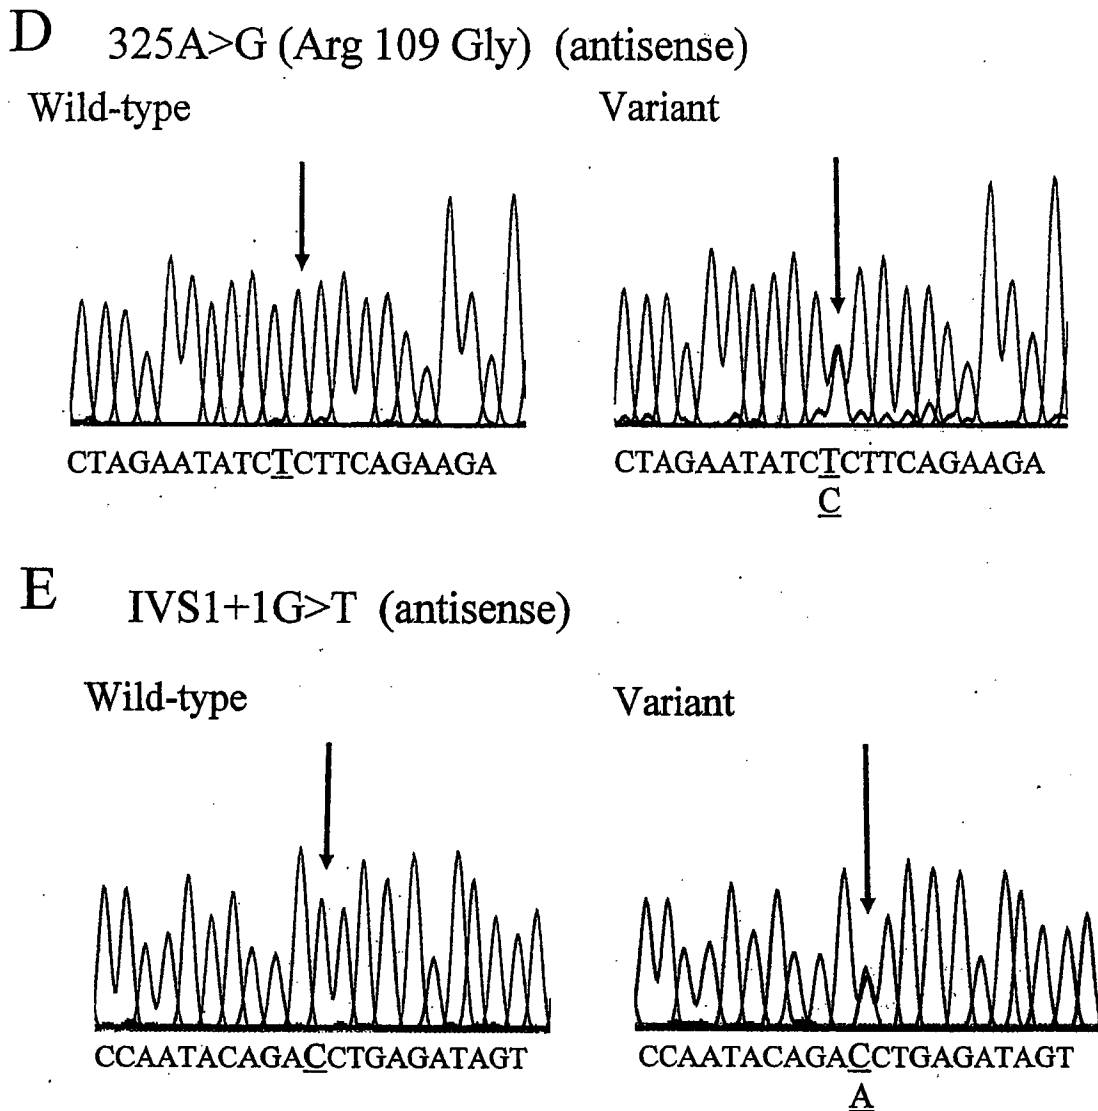 D 325A>G (Arg 109 Gly) (antisense)
Wild-type Variant
CTAGAATATCTCTTCAGAAGA CTAGAATATCTCTTCAGAAGA
C
E IVS1+1G>T (antisense)
Wild-type Variant
CCAATACAGACCTGAGATAGT CCAATACAGACCTGAGATAGT
A